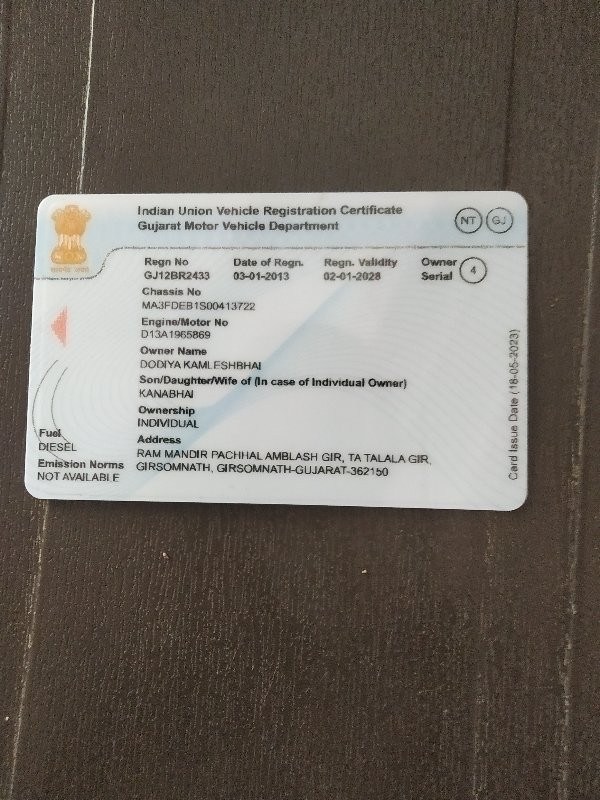 Indian Union Vehicle Registration Certificate
Gujarat Motor Vehicle Department
NT GJ
Regn No Date of Regn. Regn. Validity Owner Serial 4
GJ12BR2433 03-01-2013 02-01-2028
Chassis No
MA3FDEB1S00413722
Engine/Motor No
D13A1965869
Owner Name
DODIYA KAMLESHBHAI
Son/Daughter/Wife of (In case of Individual Owner)
KANABHAI
Ownership
INDIVIDUAL
Address
RAM MANDIR PACHHAL AMBLASH GIR, TA TALALA GIR,
GIRSOMNATH, GIRSOMNATH-GUJARAT-362150
Fuel
DIESEL
Emission Norms
NOT AVAILABLE
Card Issue Date (18-05-2023)